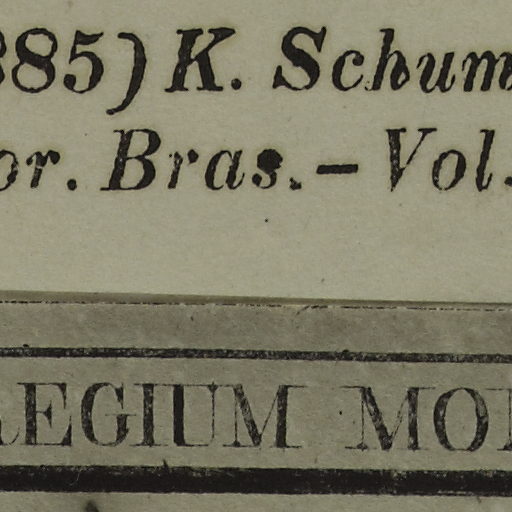 885) K. Schum
or. Bras.—Vol.
REGIUM MO